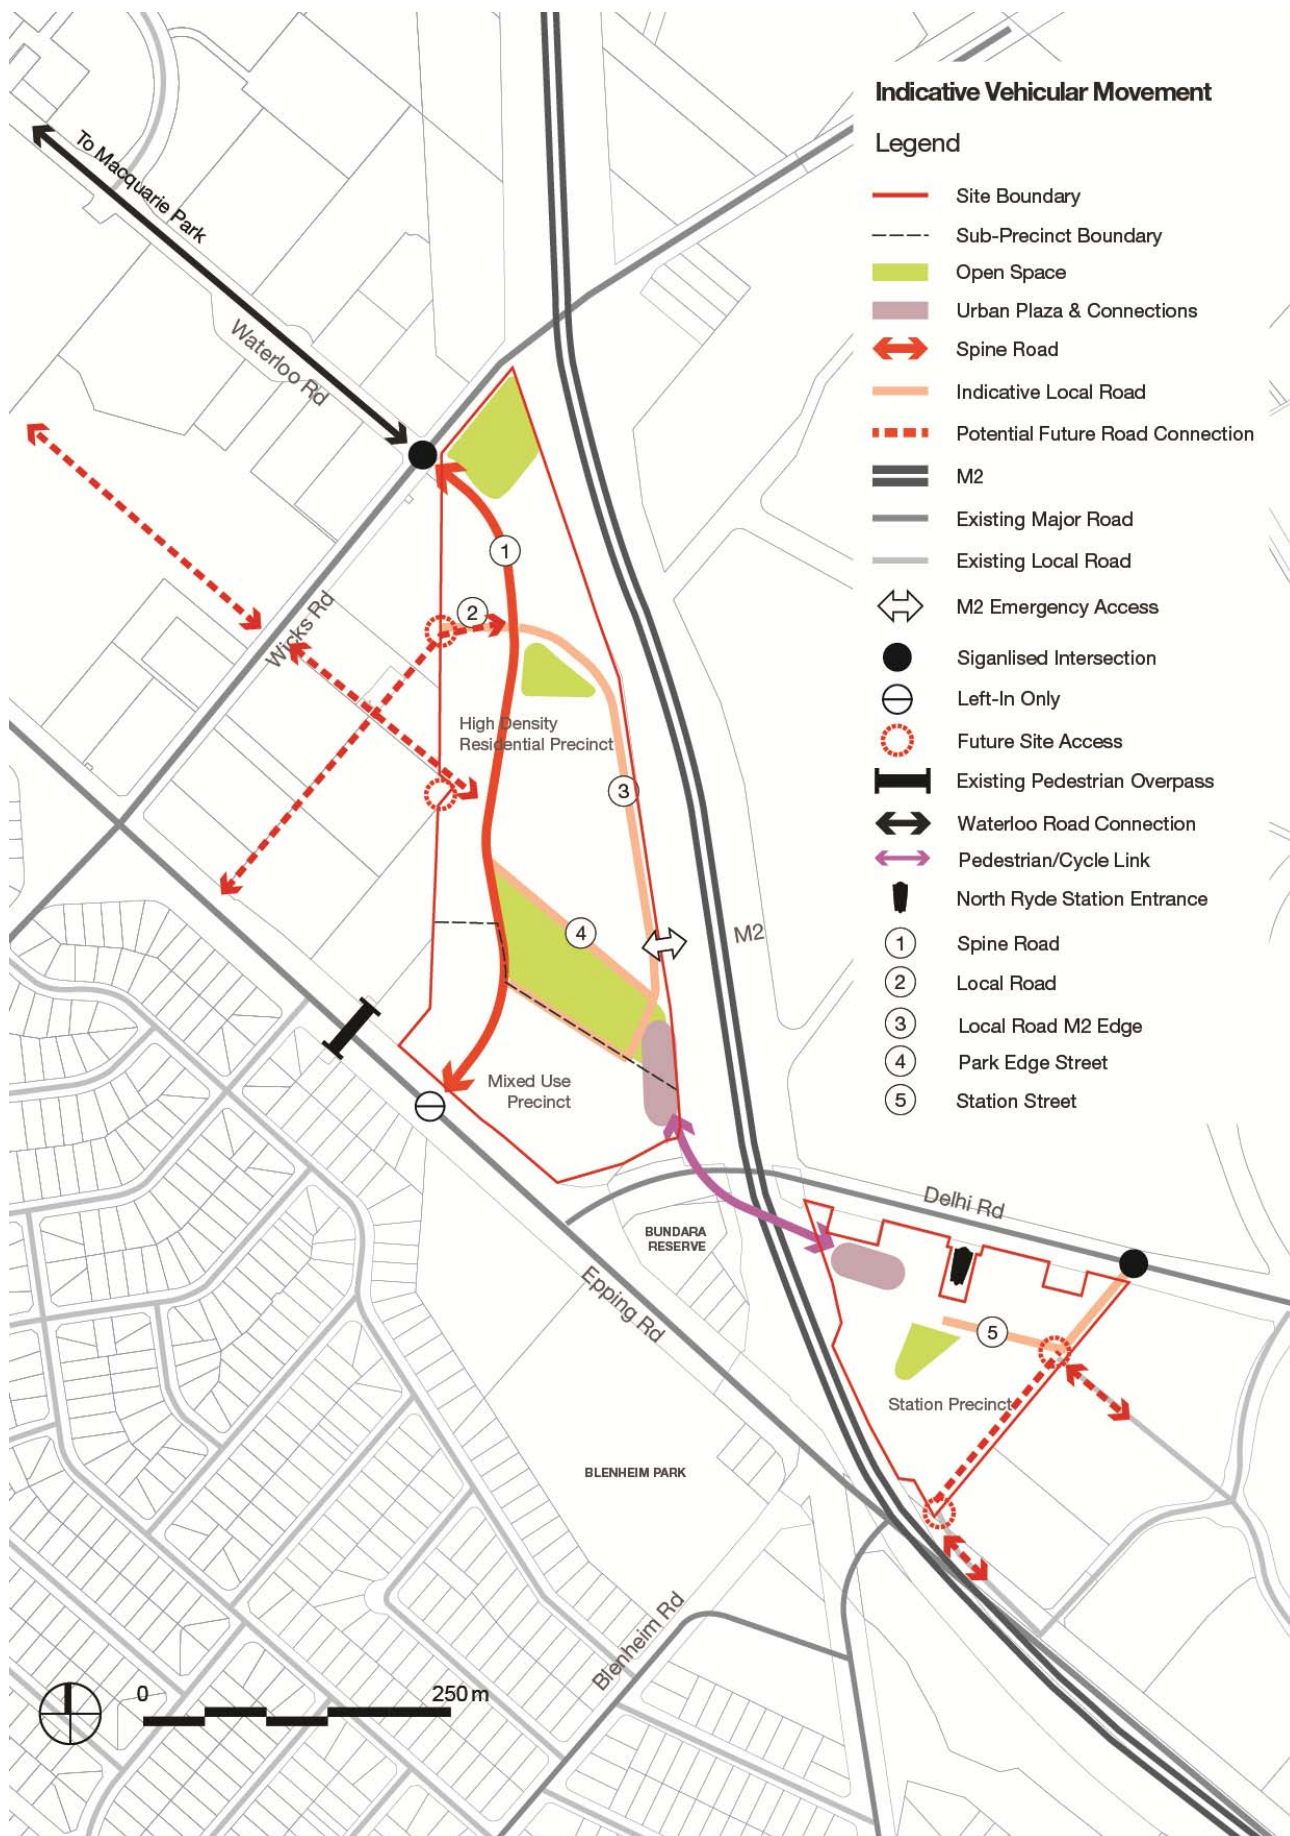 Indicative Vehicular Movement
Legend
Site Boundary
Sub-Precinct Boundary
Open Space
Urban Plaza & Connections
Spine Road
Indicative Local Road
Potential Future Road Connection
M2
Existing Major Road
Existing Local Road
M2 Emergency Access
Siganlised Intersection
Left-In Only
Future Site Access
Existing Pedestrian Overpass
Waterloo Road Connection
Pedestrian/Cycle Link
North Ryde Station Entrance
1 Spine Road
2 Local Road
3 Local Road M2 Edge
4 Park Edge Street
5 Station Street
To Macquarie Park
Waterloo Rd
1
2
Wicks Rd
High Density
Residential Precinct
3
4
M2
Mixed Use
Precinct
Delhi Rd
BUNDARA
RESERVE
Epping Rd
5
Station Precinct
BLENHEIM PARK
Blenheim Rd
0 250m